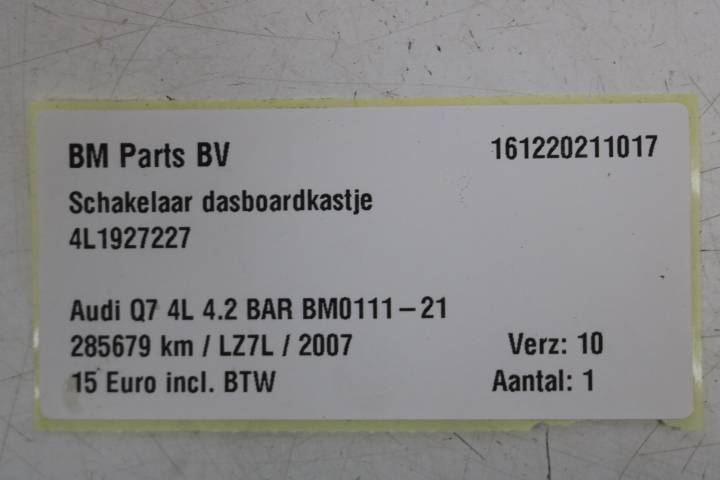 BM Parts BV 161220211017
Schakelaar dasboardkastje
4L1927227
Audi Q7 4L 4.2 BAR BM0111-21
285679 km / LZ7L / 2007 Verz: 10
15 Euro incl. BTW Aantal: 1